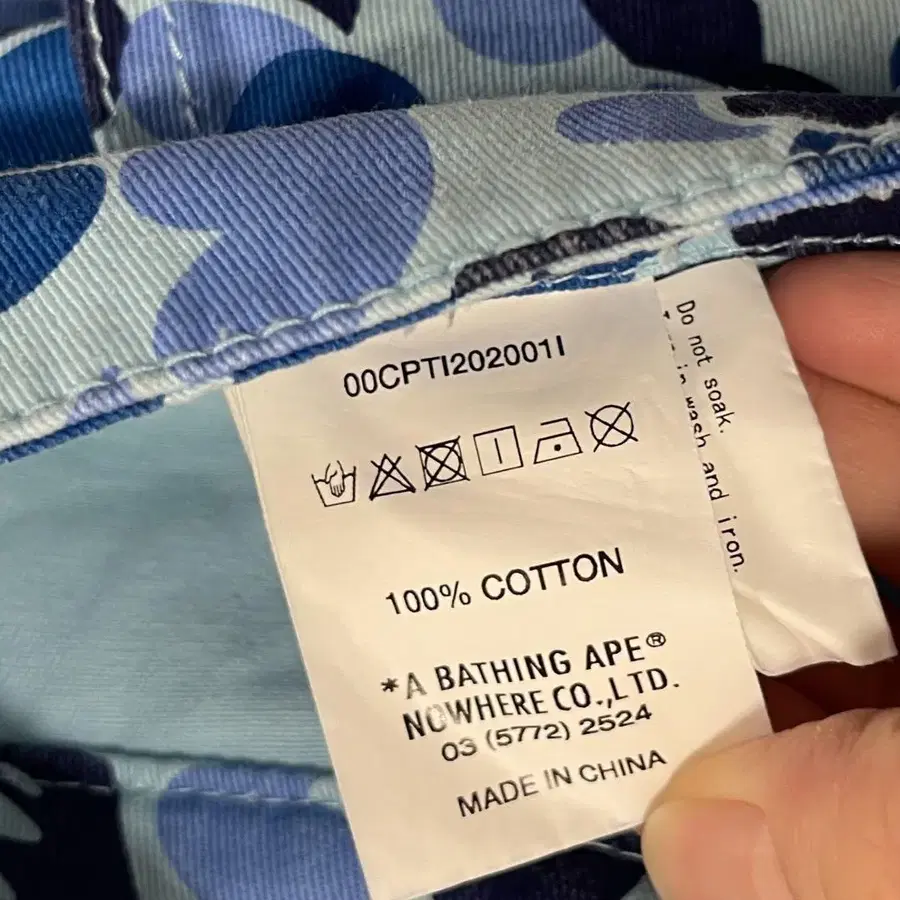 00CPTI202001I
100% COTTON
*A BATHING APE®
NOWHERE CO.,LTD.
03 (5772) 2524
MADE IN CHINA
Do not soak.
in wash and iron.